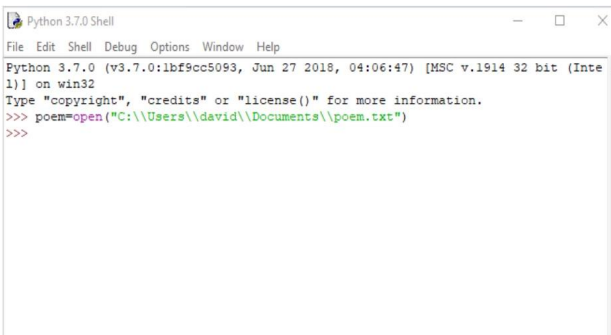 Python 3.7.0 Shell
File Edit Shell Debug Options Window Help
Python 3.7.0 (v3.7.0:1bf9cc5093, Jun 27 2018, 04:06:47) [MSC v.1914 32 bit (Inte
l)] on win32
Type "copyright", "credits" or "license()" for more information.
>>> poem=open("C:\\Users\\david\\Documents\\poem.txt")
>>>